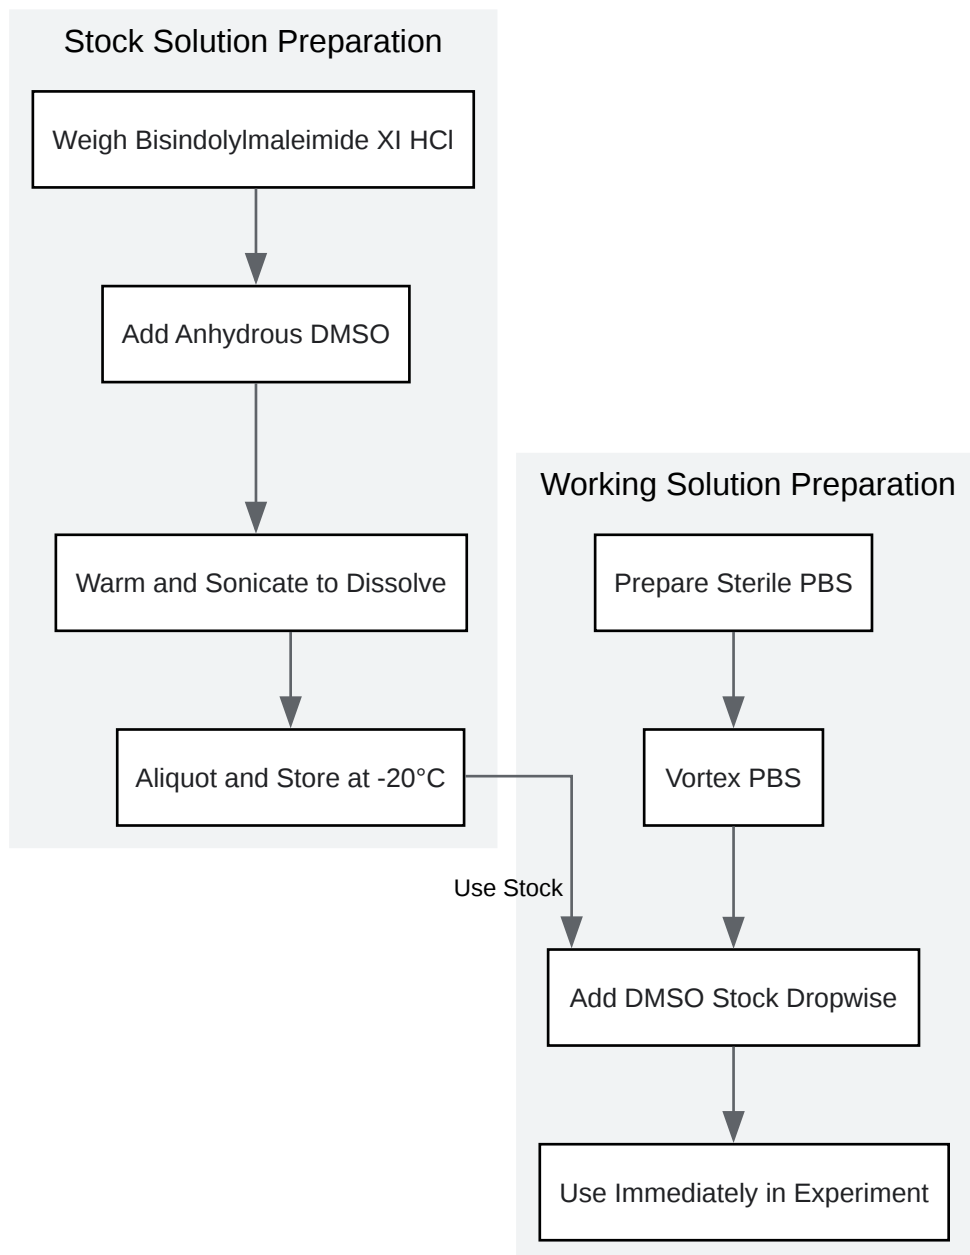 Stock Solution Preparation
Weigh Bisindolylmaleimide XI HCl
Add Anhydrous DMSO
Warm and Sonicate to Dissolve
Aliquot and Store at -20°C
Use Stock
Working Solution Preparation
Prepare Sterile PBS
Vortex PBS
Add DMSO Stock Dropwise
Use Immediately in Experiment